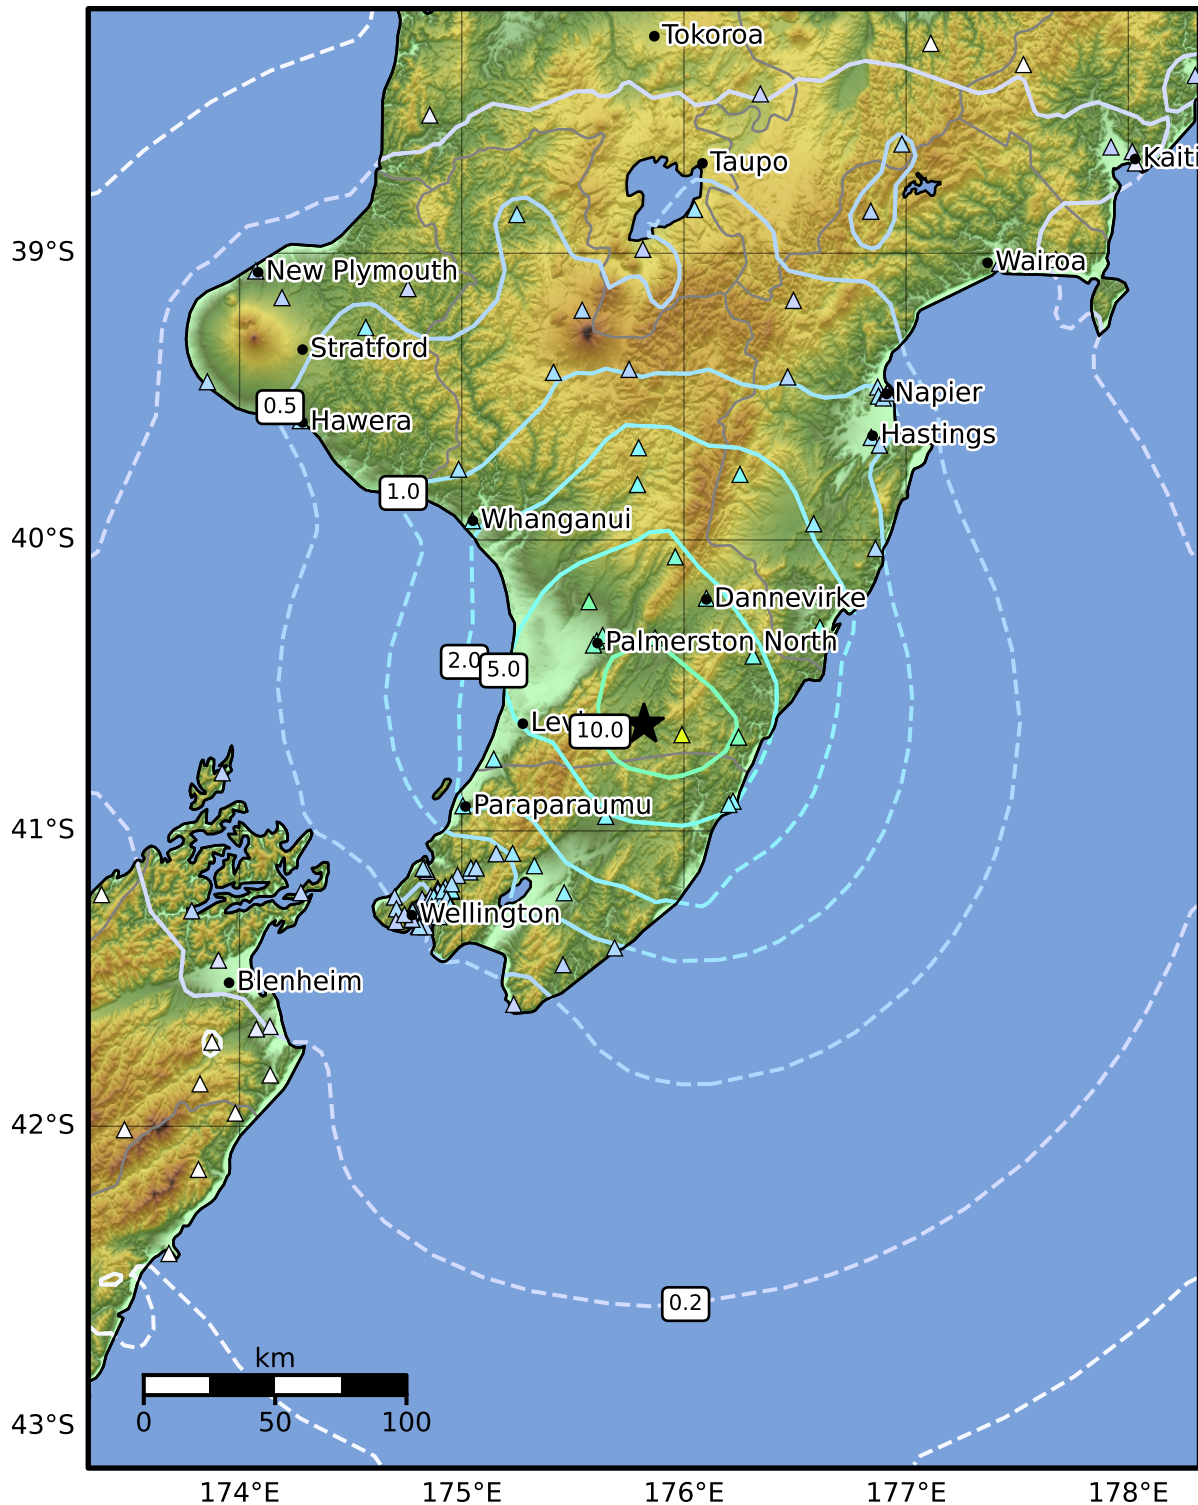 Tokoroa
Taupo
39°S
Wairoa
New Plymouth
Stratford
0.5
Hawera
Napier
Hastings
1.0
Whanganui
40°S
Dannevirke
Palmerston North
2.0
5.0
10.0
Paraparaumu
41°S
Wellington
Blenheim
42°S
0.2
km
0
50
100
43°S
174°E
175°E
176°E
177°E
178°E